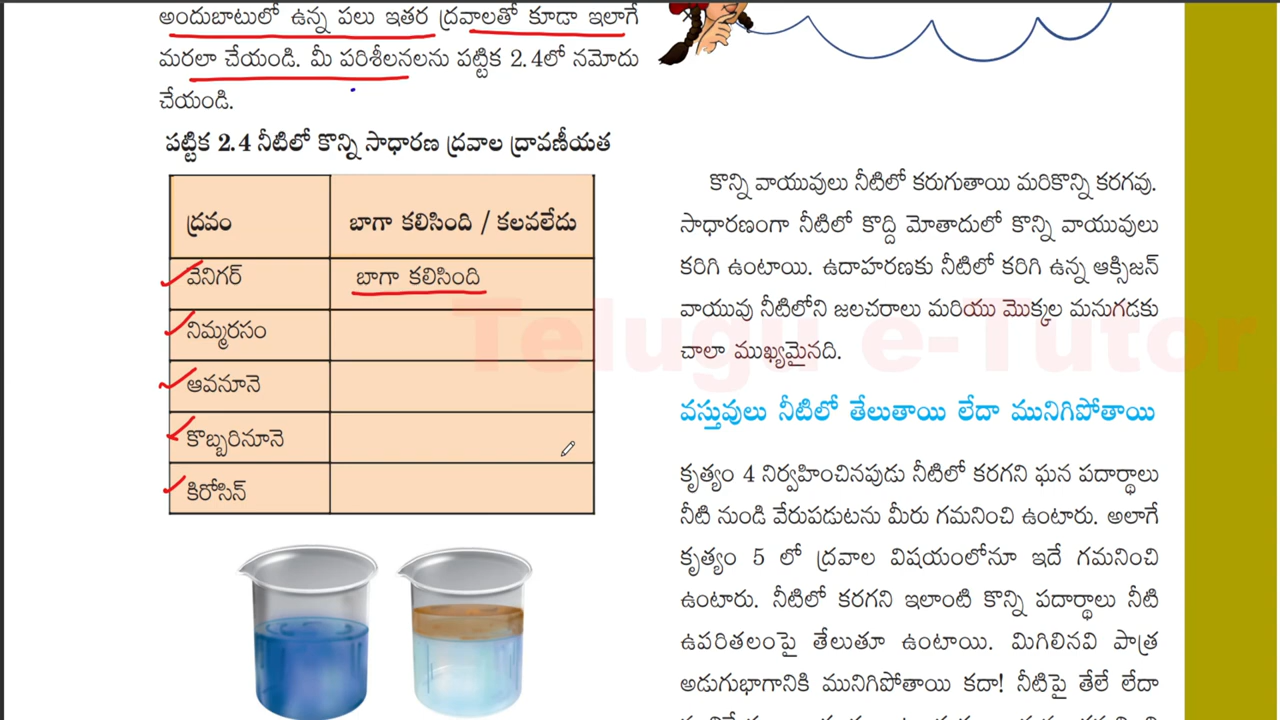 అందుబాటులో ఉన్న పలు ఇతర ద్రవాలతో కూడా ఇలాగే
మరలా చేయండి. మీ పరిశీలనలను పట్టిక 2.4లో నమోదు
చేయండి.
పట్టిక 2.4 నీటిలో కొన్ని సాధారణ ద్రవాల ద్రావణీయత
ద్రవం బాగా కలిసింది / కలవలేదు
వెనిగర్ బాగా కలిసింది
నిమ్మరసం
ఆవనూనె
కొబ్బరినూనె
కిరోసిన్
కొన్ని వాయువులు నీటిలో కరుగుతాయి మరికొన్ని కరగవు.
సాధారణంగా నీటిలో కొద్ది మోతాదులో కొన్ని వాయువులు
కరిగి ఉంటాయి. ఉదాహరణకు నీటిలో కరిగి ఉన్న ఆక్సిజన్
వాయువు నీటిలోని జలచరాలు మరియు మొక్కల మనుగడకు
చాలా ముఖ్యమైనది.
Telugu e-Tutor
వస్తువులు నీటిలో తేలుతాయి లేదా మునిగిపోతాయి
కృత్యం 4 నిర్వహించినపుడు నీటిలో కరగని ఘన పదార్థాలు
నీటి నుండి వేరుపడుటను మీరు గమనించి ఉంటారు. అలాగే
కృత్యం 5 లో ద్రవాల విషయంలోనూ ఇదే గమనించి
ఉంటారు. నీటిలో కరగని ఇలాంటి కొన్ని పదార్థాలు నీటి
ఉపరితలంపై తేలుతూ ఉంటాయి. మిగిలినవి పాత్ర
అడుగుభాగానికి మునిగిపోతాయి కదా! నీటిపై తేలే లేదా